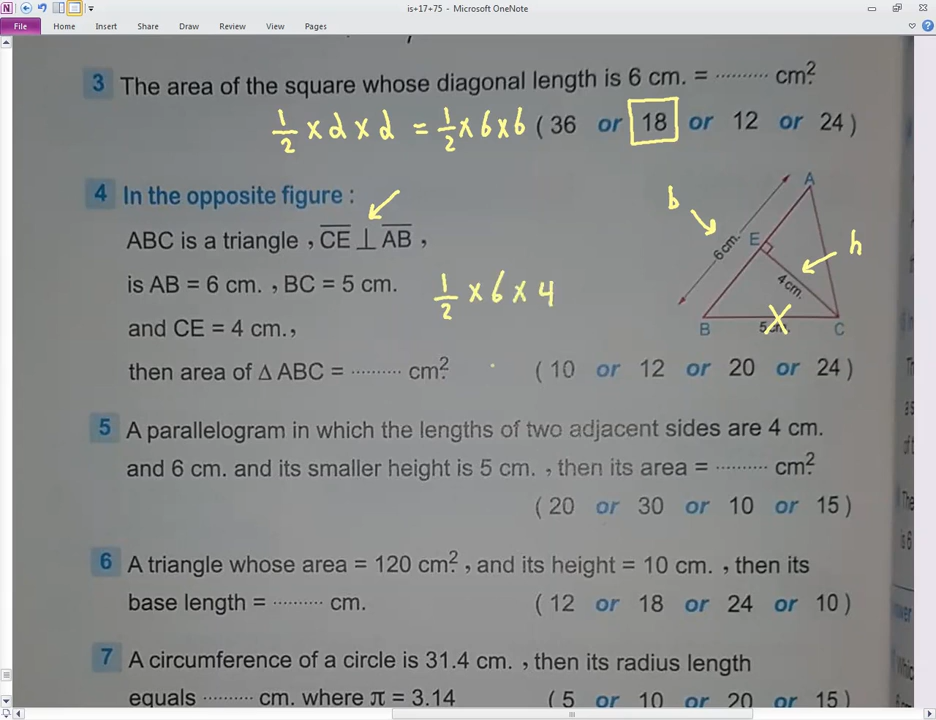 is+17+75 - Microsoft OneNote
File Home Insert Share Draw Review View Pages
3 The area of the square whose diagonal length is 6 cm. = .......... cm²
1/2 × d × d = 1/2 × 6 × 6 ( 36 or 18 or 12 or 24 )
4 In the opposite figure :
ABC is a triangle , CE ⊥ AB ,
is AB = 6 cm. , BC = 5 cm.
and CE = 4 cm. ,
1/2 × 6 × 4
then area of Δ ABC = .......... cm².
( 10 or 12 or 20 or 24 )
A
b
h
E
6 cm.
4 cm.
B
5 cm.
C
5 A parallelogram in which the lengths of two adjacent sides are 4 cm.
and 6 cm. and its smaller height is 5 cm. , then its area = .......... cm²
( 20 or 30 or 10 or 15 )
6 A triangle whose area = 120 cm². , and its height = 10 cm. , then its
base length = .......... cm.
( 12 or 18 or 24 or 10 )
7 A circumference of a circle is 31.4 cm. , then its radius length
equals .......... cm. where π = 3.14
( 5 or 10 or 20 or 15 )